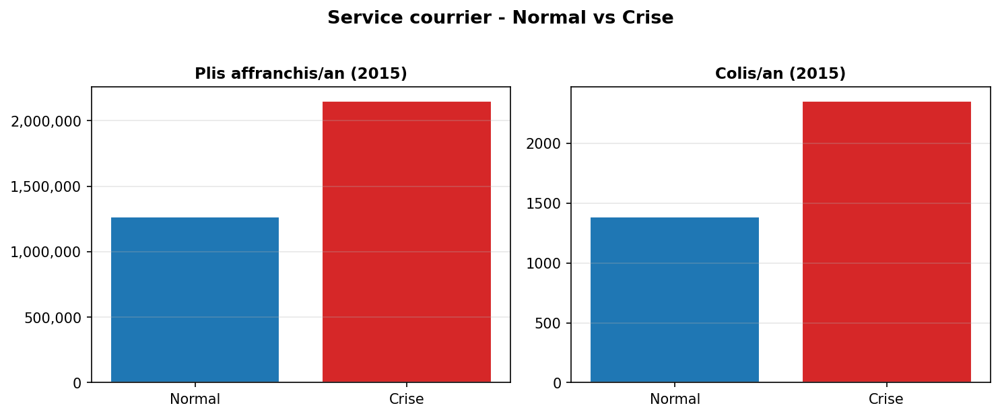 Service courrier - Normal vs Crise
Plis affranchis/an (2015)
2,000,000
1,500,000
1,000,000
500,000
0
Normal
Crise
Colis/an (2015)
2000
1500
1000
500
0
Normal
Crise